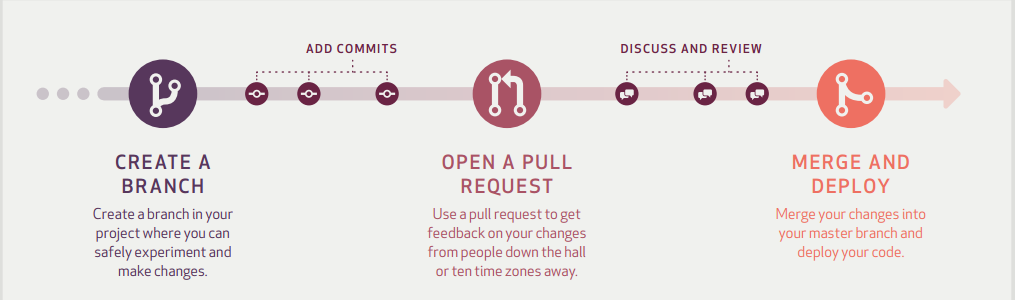 ADD COMMITS
DISCUSS AND REVIEW
CREATE A
BRANCH
Create a branch in your
project where you can
safely experiment and
make changes.
OPEN A PULL
REQUEST
Use a pull request to get
feedback on your changes
from people down the hall
or ten time zones away.
MERGE AND
DEPLOY
Merge your changes into
your master branch and
deploy your code.